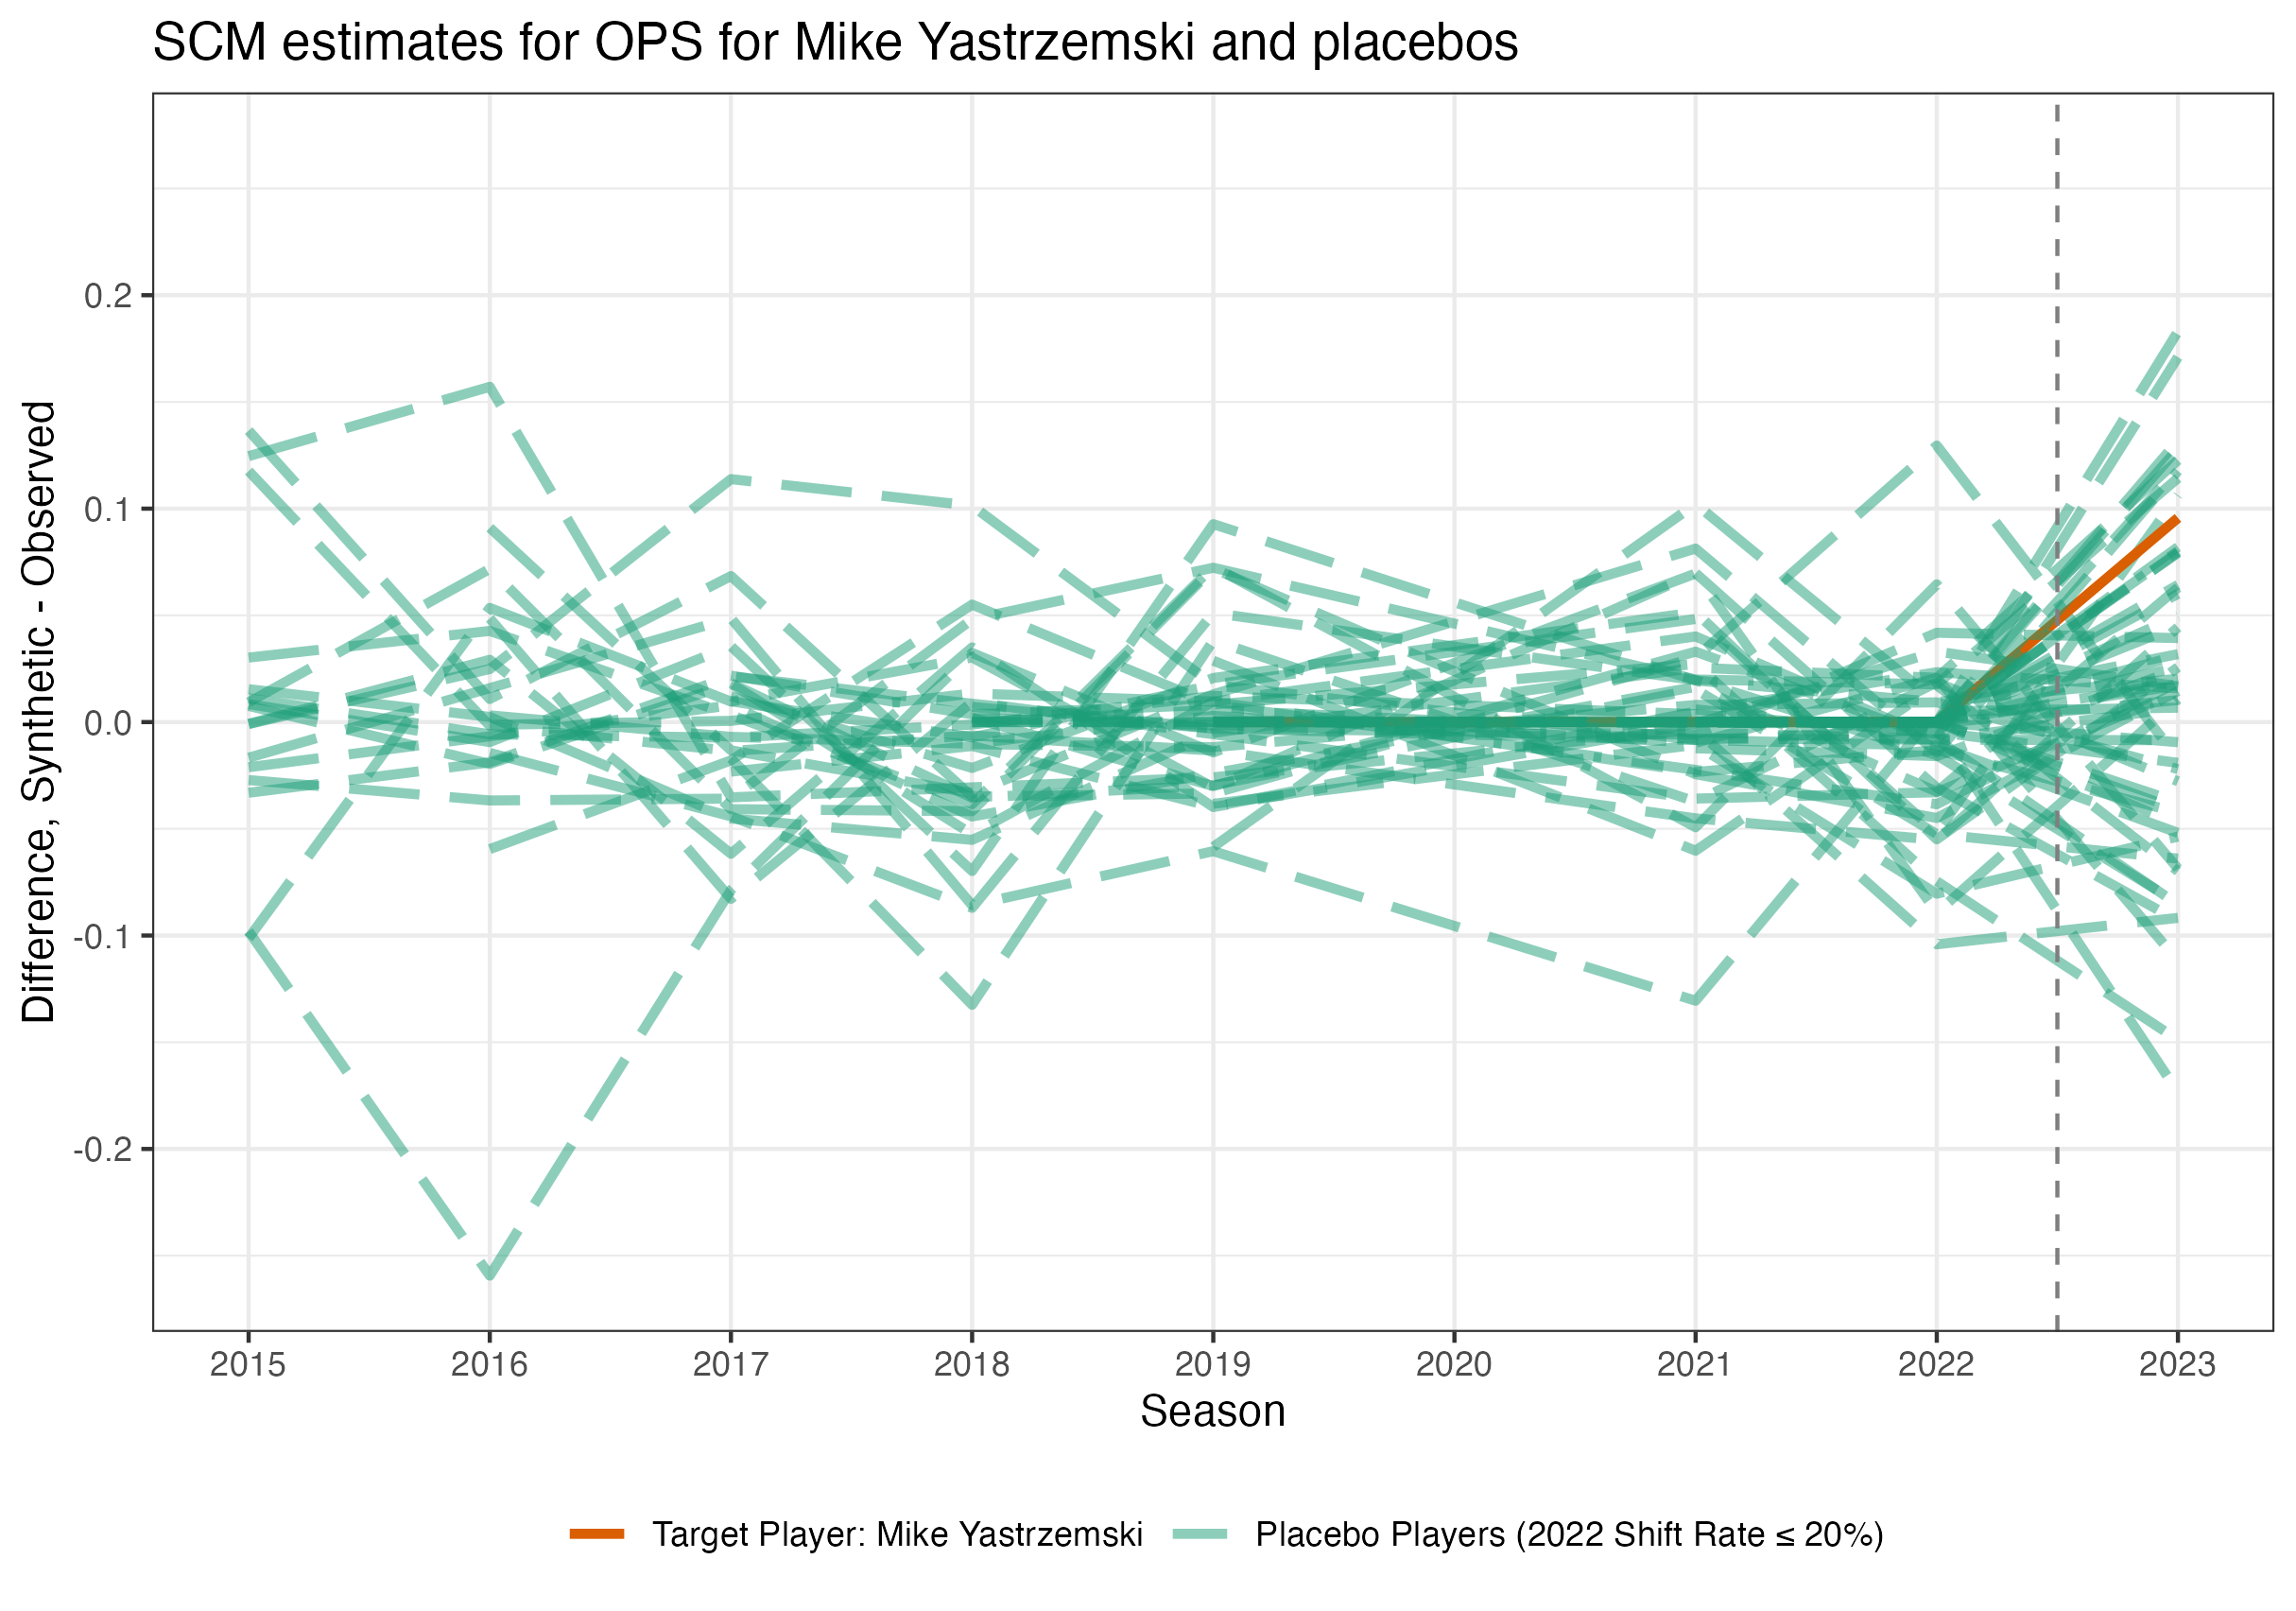 SCM estimates for OPS for Mike Yastrzemski and placebos
Difference, Synthetic - Observed
0.2
0.1
0.0
-0.1
-0.2
2015 2016 2017 2018 2019 2020 2021 2022 2023
Season
Target Player: Mike Yastrzemski Placebo Players (2022 Shift Rate ≤ 20%)